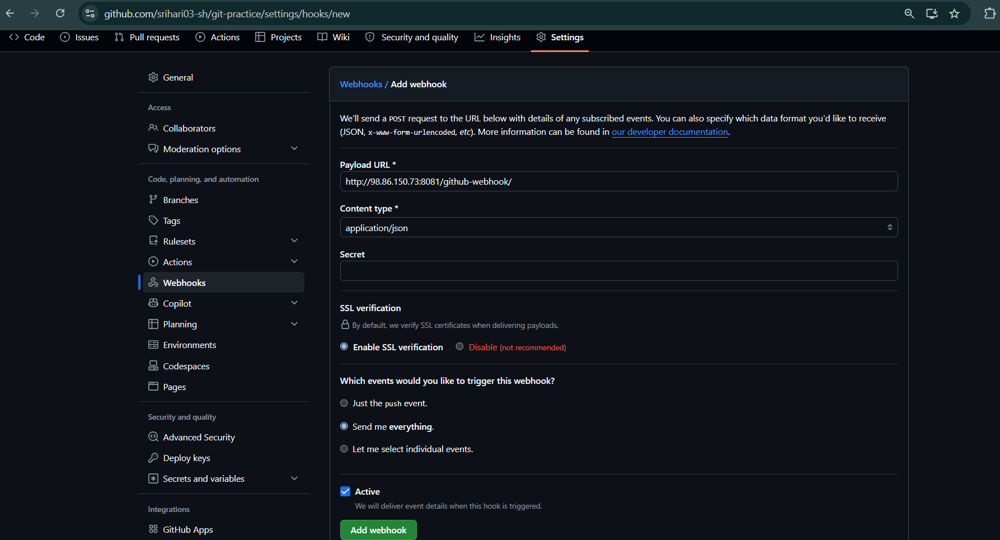 github.com/srihari03-sh/git-practice/settings/hooks/new
Code Issues Pull requests Actions Projects Wiki Security and quality Insights Settings
General
Access
Collaborators
Moderation options
Code, planning, and automation
Branches
Tags
Rulesets
Actions
Webhooks
Copilot
Planning
Environments
Codespaces
Pages
Security and quality
Advanced Security
Deploy keys
Secrets and variables
Integrations
GitHub Apps
Webhooks / Add webhook
We'll send a POST request to the URL below with details of any subscribed events. You can also specify which data format you'd like to receive
(JSON, x-www-form-urlencoded, etc). More information can be found in our developer documentation.
Payload URL *
http://98.86.150.73:8081/github-webhook/
Content type *
application/json
Secret
SSL verification
By default, we verify SSL certificates when delivering payloads.
Enable SSL verification Disable (not recommended)
Which events would you like to trigger this webhook?
Just the push event.
Send me everything.
Let me select individual events.
Active
We will deliver event details when this hook is triggered.
Add webhook